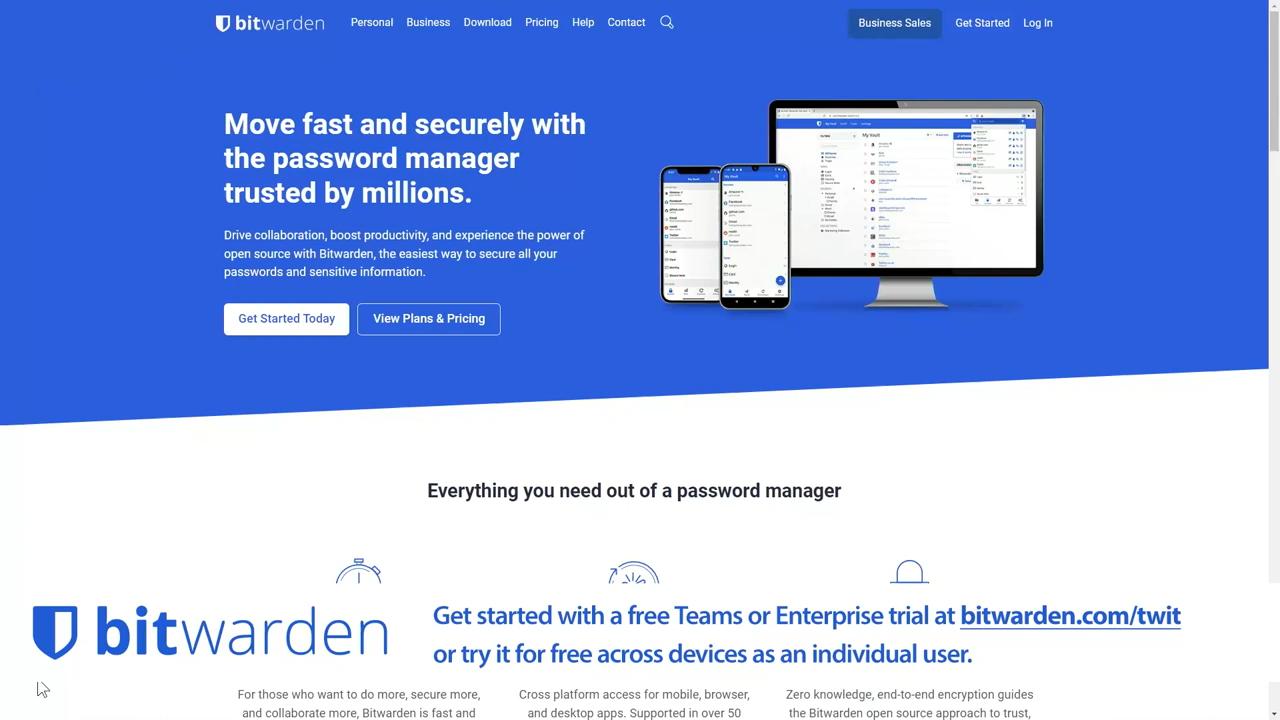 bitwarden
Personal Business Download Pricing Help Contact
Business Sales Get Started Log In
Move fast and securely with
the password manager
trusted by millions.
Drive collaboration, boost productivity, and experience the power of
open source with Bitwarden, the easiest way to secure all your
passwords and sensitive information.
Get Started Today View Plans & Pricing
My Vault
Everything you need out of a password manager
bitwarden
Get started with a free Teams or Enterprise trial at bitwarden.com/twit
or try it for free across devices as an individual user.
For those who want to do more, secure more,
and collaborate more, Bitwarden is fast and
Cross platform access for mobile, browser,
and desktop apps. Supported in over 50
Zero knowledge, end-to-end encryption guides
the Bitwarden open source approach to trust,